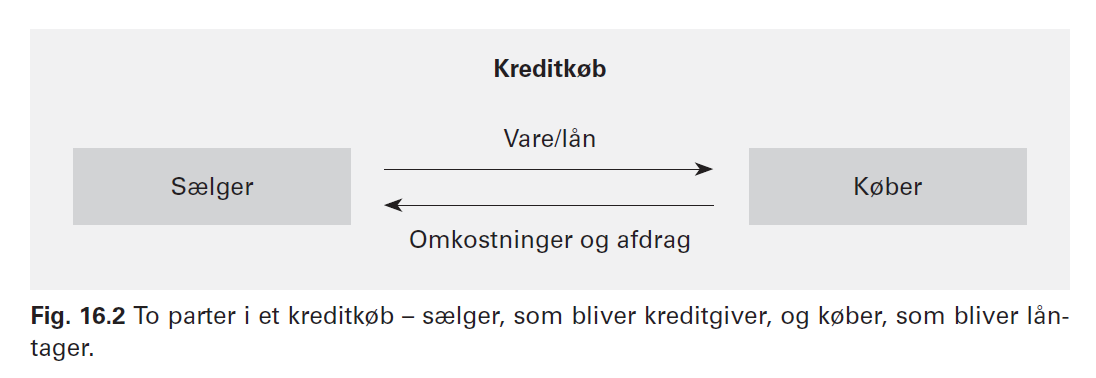 Kreditkøb
Vare/lån
Sælger
Køber
Omkostninger og afdrag
Fig. 16.2 To parter i et kreditkøb – sælger, som bliver kreditgiver, og køber, som bliver lån-
tager.